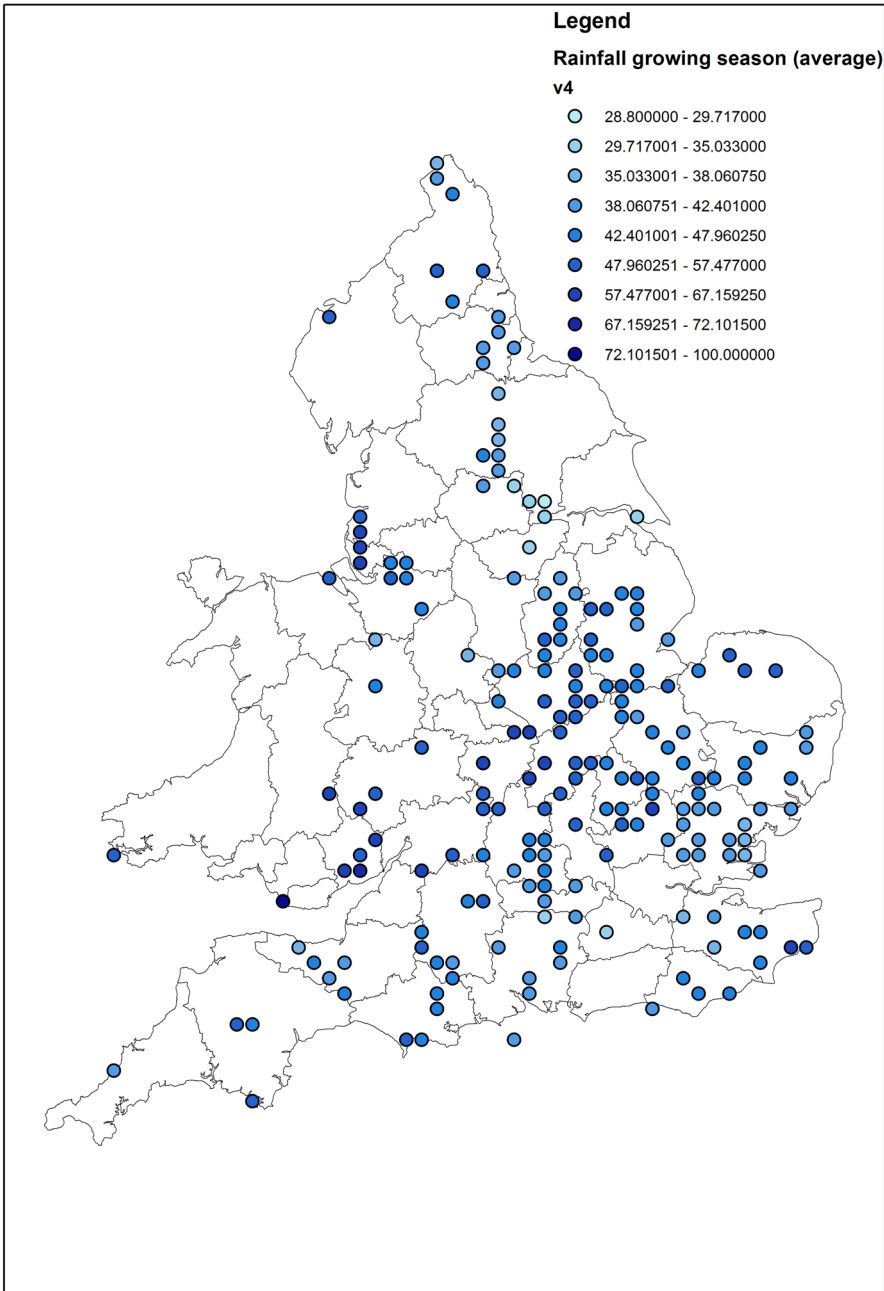 Legend
Rainfall growing season (average)
v4
28.800000 - 29.717000
29.717001 - 35.033000
35.033001 - 38.060750
38.060751 - 42.401000
42.401001 - 47.960250
47.960251 - 57.477000
57.477001 - 67.159250
67.159251 - 72.101500
72.101501 - 100.000000